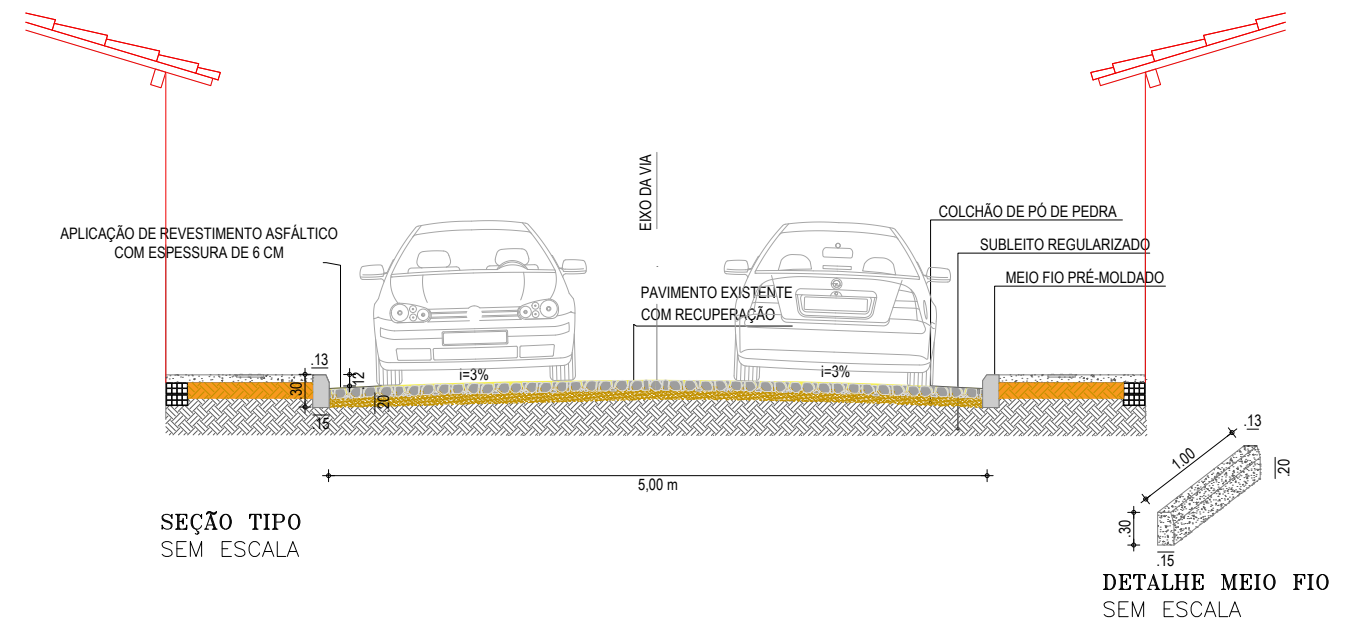 EIXO DA VIA
APLICAÇÃO DE REVESTIMENTO ASFÁLTICO
COM ESPESSURA DE 6 CM
COLCHÃO DE PÓ DE PEDRA
SUBLEITO REGULARIZADO
MEIO FIO PRÉ-MOLDADO
PAVIMENTO EXISTENTE
COM RECUPERAÇÃO
.13
i=3%
i=3%
.12
.30
.20
.15
5,00 m
SEÇÃO TIPO
SEM ESCALA
.13
1.00
.20
.30
.15
DETALHE MEIO FIO
SEM ESCALA